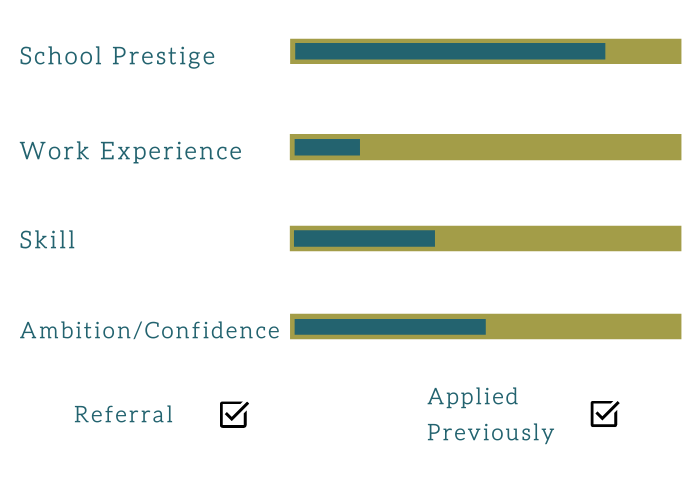 School Prestige
Work Experience
Skill
Ambition/Confidence
Referral
Applied
Previously